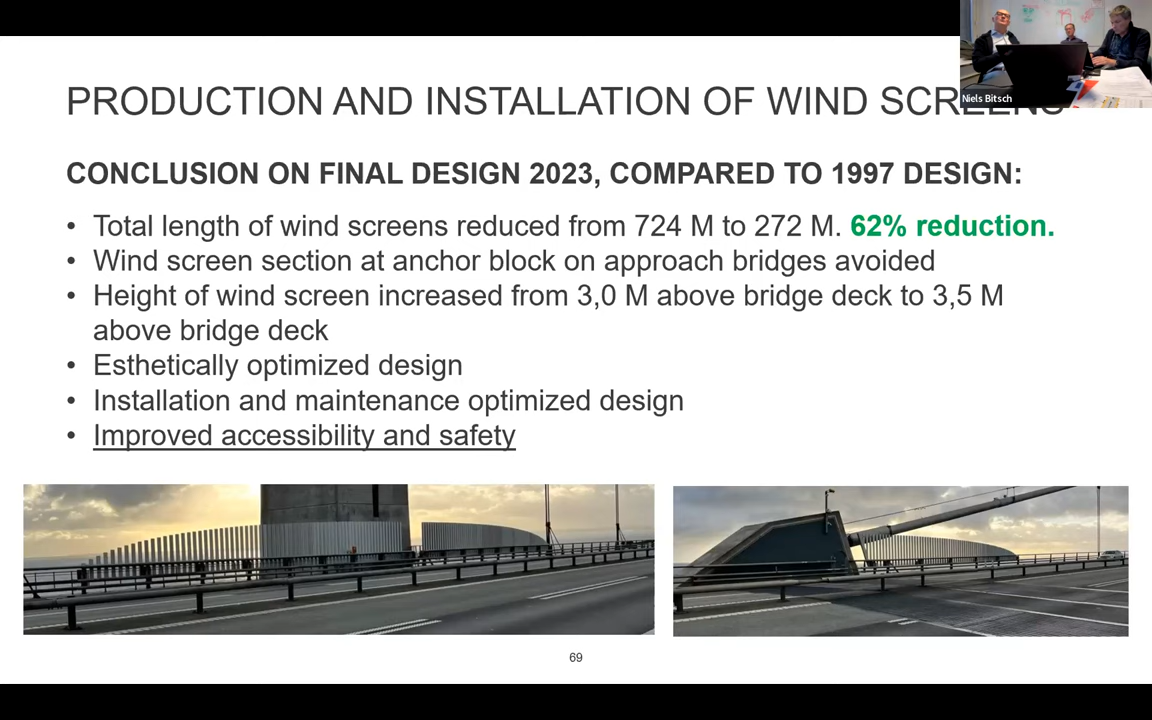 PRODUCTION AND INSTALLATION OF WIND SCREENS
Niels Bitsch
CONCLUSION ON FINAL DESIGN 2023, COMPARED TO 1997 DESIGN:
• Total length of wind screens reduced from 724 M to 272 M. 62% reduction.
• Wind screen section at anchor block on approach bridges avoided
• Height of wind screen increased from 3,0 M above bridge deck to 3,5 M
above bridge deck
• Esthetically optimized design
• Installation and maintenance optimized design
• Improved accessibility and safety
69